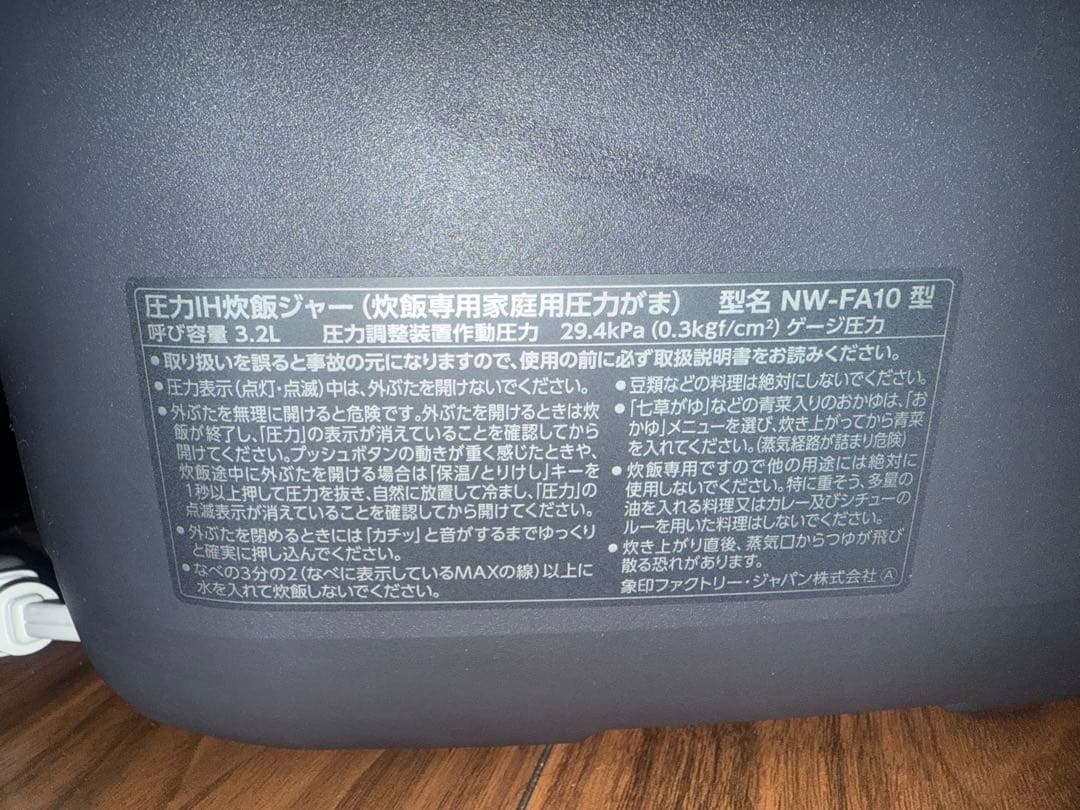 圧力IH炊飯ジャー(炊飯専用家庭用圧力がま) 型名 NW-FA10 型
呼び容量 3.2L 圧力調整装置作動圧力 29.4kPa (0.3kgf/cm²) ゲージ圧力
•取り扱いを誤ると事故の元になりますので、使用の前に必ず取扱説明書をお読みください。
•圧力表示(点灯・点滅)中は、外ぶたを開けないでください。
•外ぶたを無理に開けると危険です。外ぶたを開けるときは炊
飯が終了し、「圧力」の表示が消えていることを確認してから
開けてください。プッシュボタンの動きが重く感じたときや、
炊飯途中に外ぶたを開ける場合は「保温/とりけし」キーを
1秒以上押して圧力を抜き、自然に放置して冷まし、「圧力」の
点滅表示が消えていることを確認してから開けてください。
•外ぶたを閉めるときには「カチッ」と音がするまでゆっくり
と確実に押し込んでください。
•なべの3分の2(なべに表示しているMAXの線)以上に
水を入れて炊飯しないでください。
•豆類などの料理は絶対にしないでください。
•「七草がゆ」などの青菜入りのおかゆは、「お
かゆ」メニューを選び、炊き上がってから青菜
を入れてください。(蒸気経路が詰まり危険)
•炊飯専用ですので他の用途には絶対に
使用しないでください。特に重そう、多量の
油を入れる料理又はカレー及びシチューの
ルーを用いた料理はしないでください。
•炊き上がり直後、蒸気口からつゆが飛び
散る恐れがあります。
象印ファクトリー・ジャパン株式会社 Ⓐ